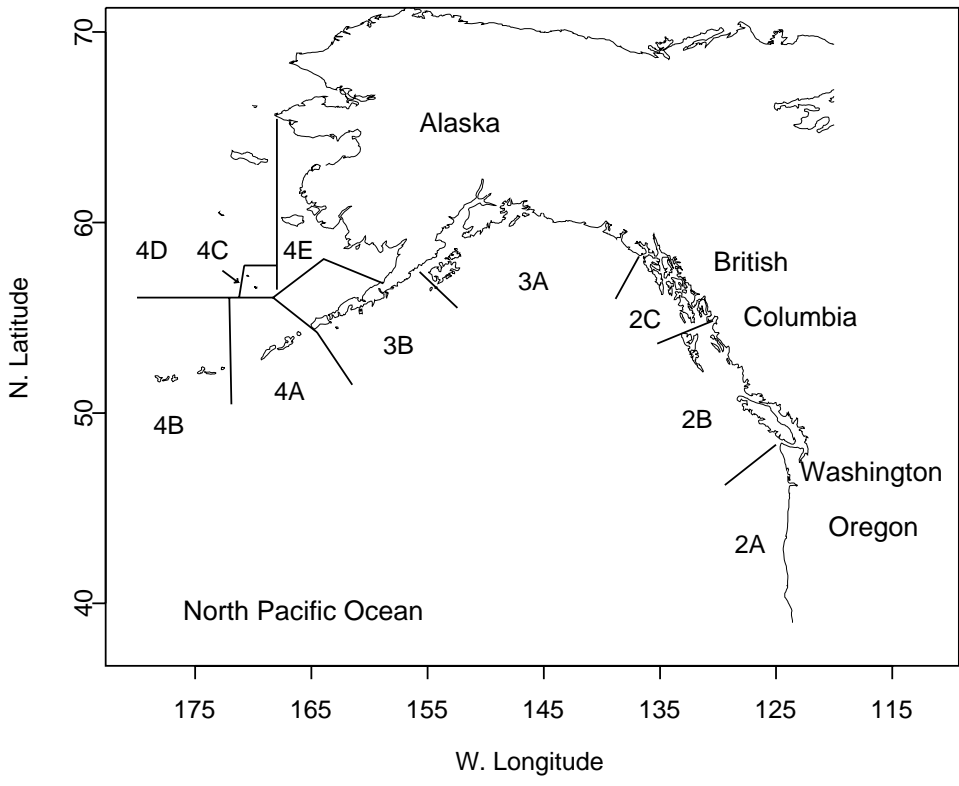 70
60
50
40
N. Latitude
Alaska
4D
4C
4E
British
3A
2C
Columbia
3B
4A
4B
2B
Washington
Oregon
2A
North Pacific Ocean
175
165
155
145
135
125
115
W. Longitude